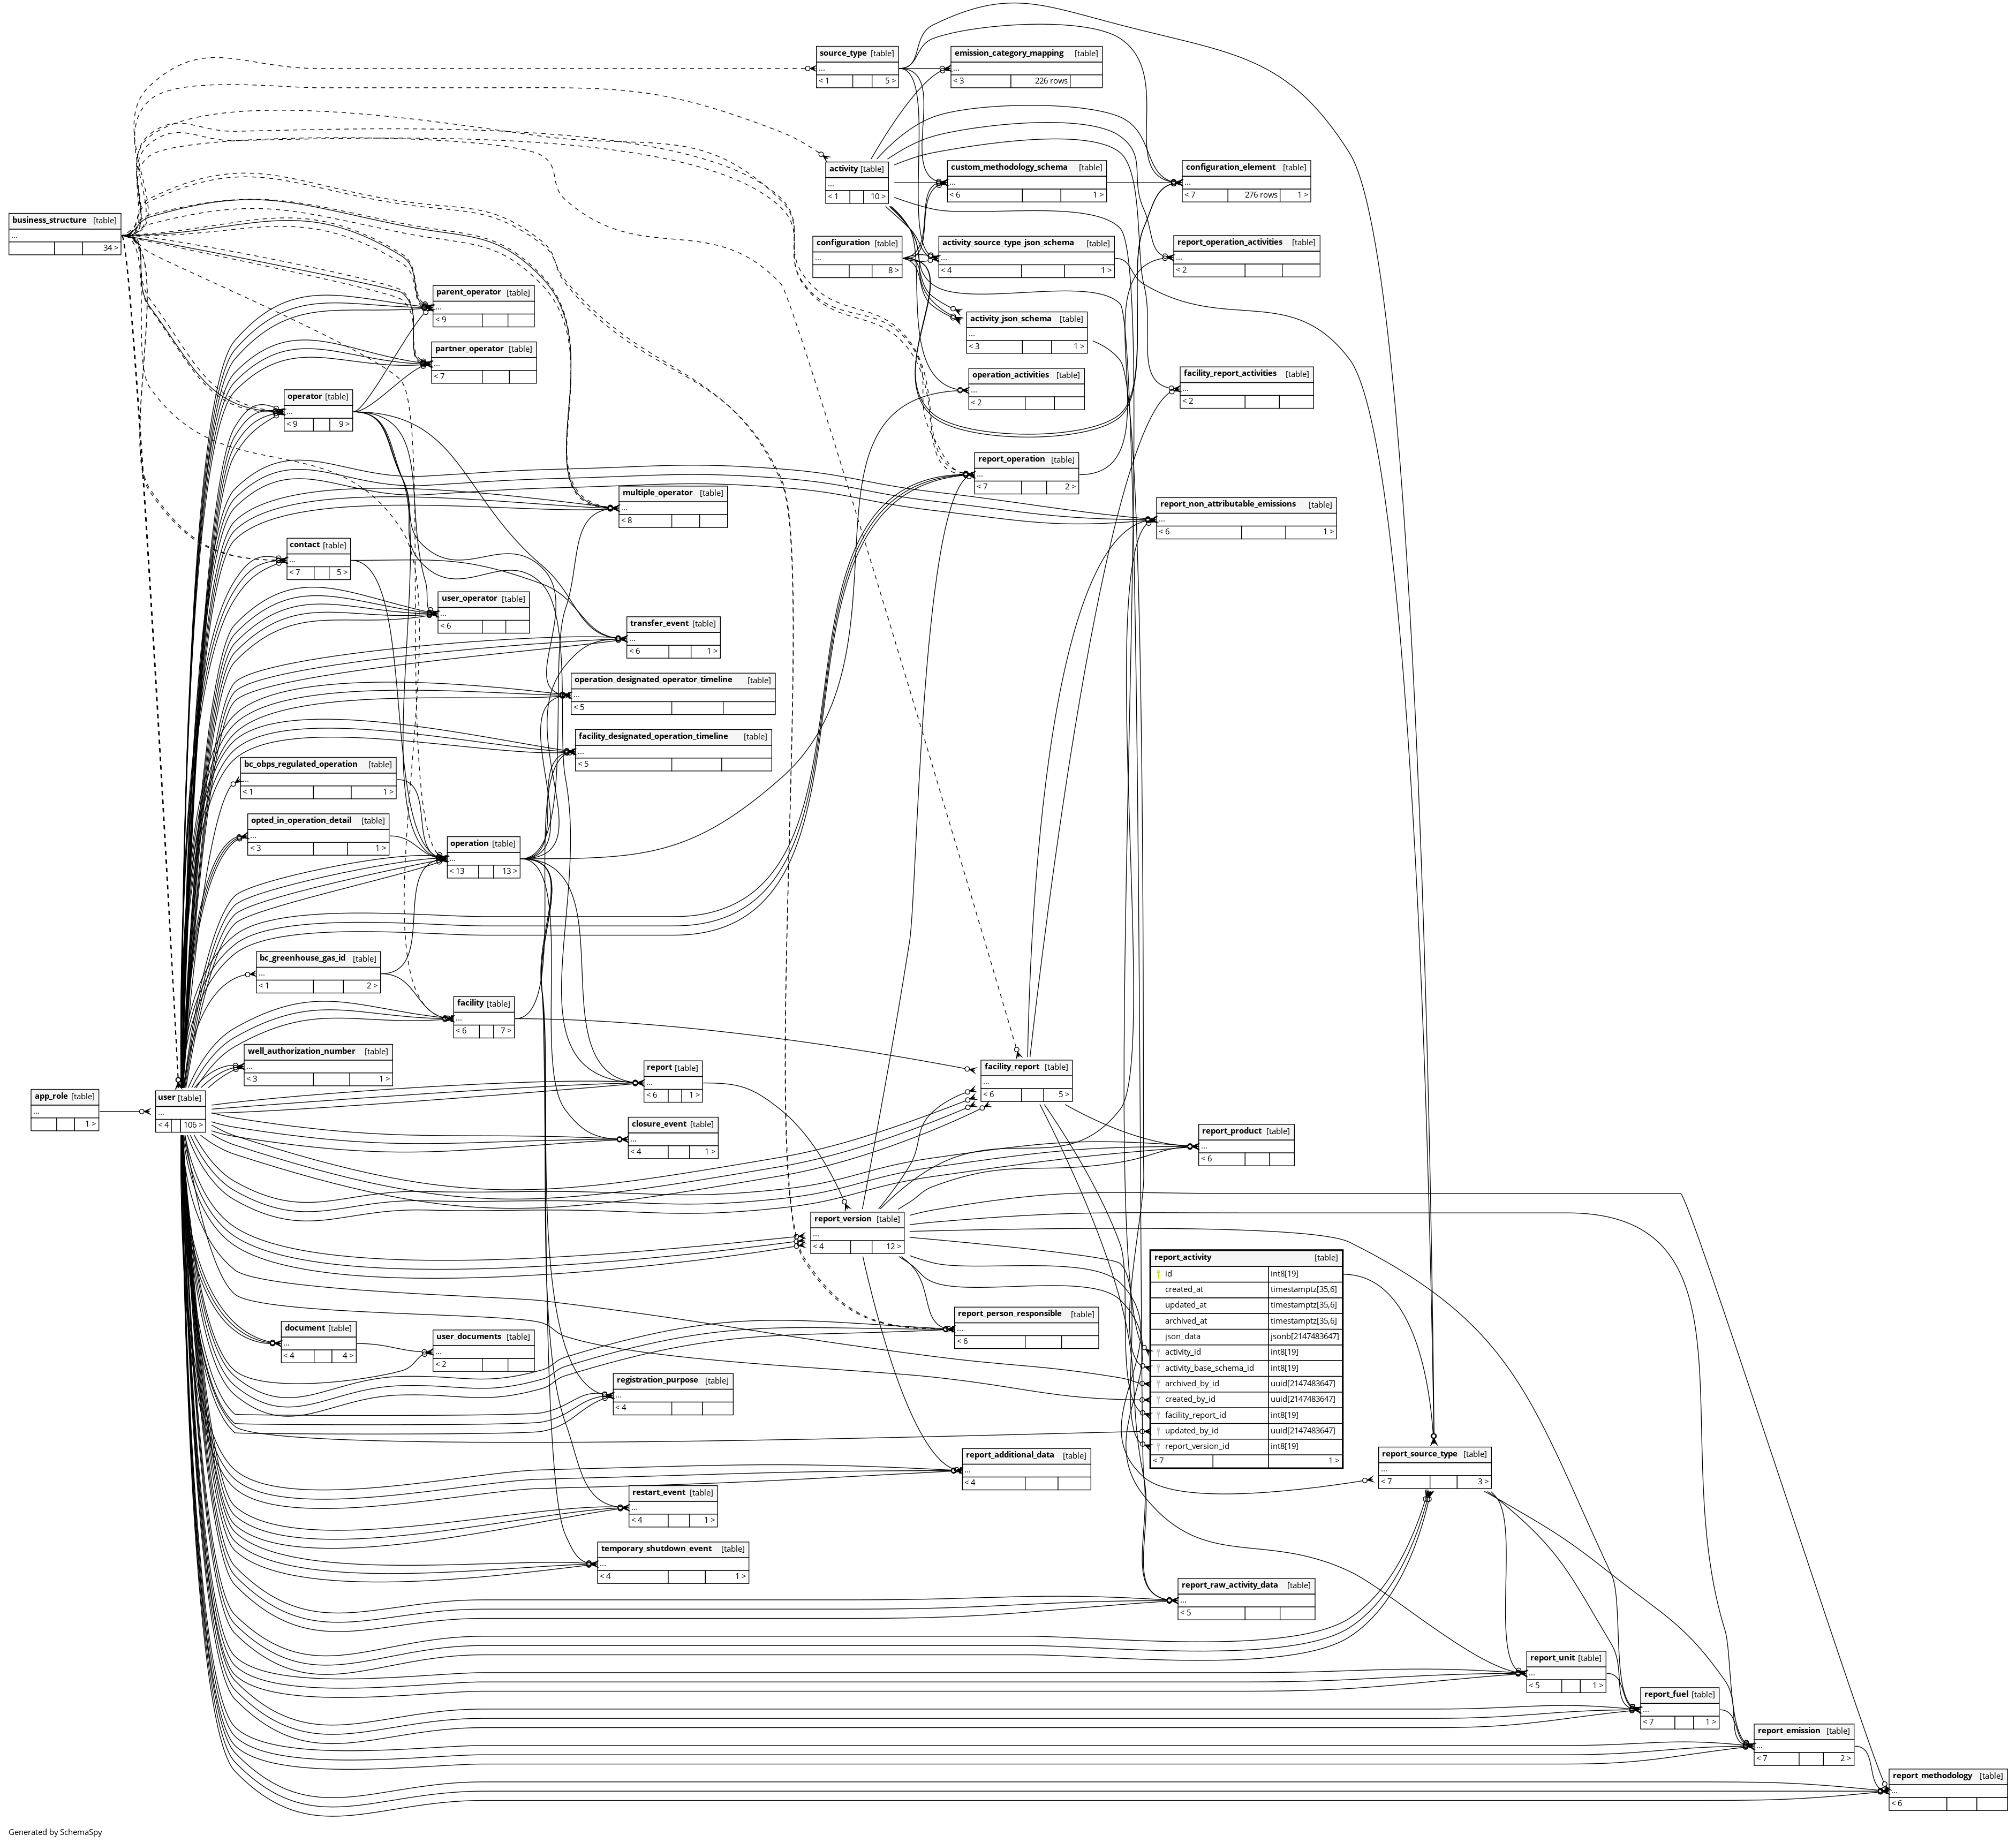 source_type [table]
...
< 1 5 >
emission_category_mapping [table]
...
< 3 226 rows
activity [table]
...
< 1 10 >
custom_methodology_schema [table]
...
< 6 1 >
configuration_element [table]
...
< 7 276 rows 1 >
business_structure [table]
...
34 >
configuration [table]
...
8 >
activity_source_type_json_schema [table]
...
< 4 1 >
report_operation_activities [table]
...
< 2
parent_operator [table]
...
< 9
activity_json_schema [table]
...
< 3 1 >
partner_operator [table]
...
< 7
operation_activities [table]
...
< 2
facility_report_activities [table]
...
< 2
operator [table]
...
< 9 9 >
report_operation [table]
...
< 7 2 >
multiple_operator [table]
...
< 8
report_non_attributable_emissions [table]
...
< 6 1 >
contact [table]
...
< 7 5 >
user_operator [table]
...
< 6
transfer_event [table]
...
< 6 1 >
operation_designated_operator_timeline [table]
...
< 5
facility_designated_operation_timeline [table]
...
< 5
bc_obps_regulated_operation [table]
...
< 1 1 >
opted_in_operation_detail [table]
...
< 3 1 >
operation [table]
...
< 13 13 >
bc_greenhouse_gas_id [table]
...
< 1 2 >
facility [table]
...
< 6 7 >
well_authorization_number [table]
...
< 3 1 >
app_role [table]
...
1 >
user [table]
...
< 4 106 >
report [table]
...
< 6 1 >
facility_report [table]
...
< 6 5 >
closure_event [table]
...
< 4 1 >
report_product [table]
...
< 6
report_version [table]
...
< 4 12 >
report_activity [table]
id int8[19]
created_at timestamptz[35,6]
updated_at timestamptz[35,6]
archived_at timestamptz[35,6]
json_data jsonb[2147483647]
activity_id int8[19]
activity_base_schema_id int8[19]
archived_by_id uuid[2147483647]
created_by_id uuid[2147483647]
facility_report_id int8[19]
updated_by_id uuid[2147483647]
report_version_id int8[19]
< 7 1 >
report_person_responsible [table]
...
< 6
document [table]
...
< 4 4 >
user_documents [table]
...
< 2
registration_purpose [table]
...
< 4
report_additional_data [table]
...
< 4
report_source_type [table]
...
< 7 3 >
restart_event [table]
...
< 4 1 >
temporary_shutdown_event [table]
...
< 4 1 >
report_raw_activity_data [table]
...
< 5
report_unit [table]
...
< 5 1 >
report_fuel [table]
...
< 7 1 >
report_emission [table]
...
< 7 2 >
report_methodology [table]
...
< 6
Generated by SchemaSpy